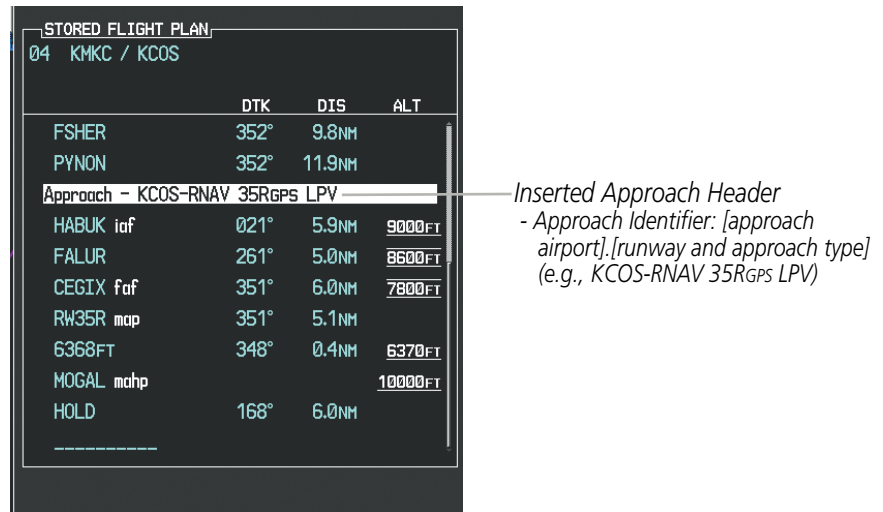 STORED FLIGHT PLAN
04 KMKC / KCOS
DTK DIS ALT
FSHER 352° 9.8NM
PYNON 352° 11.9NM
Approach - KCOS-RNAV 35RGPS LPV
Inserted Approach Header
- Approach Identifier: [approach
airport].[runway and approach type]
(e.g., KCOS-RNAV 35RGPS LPV)
HABUK iaf 021° 5.9NM 9000FT
FALUR 261° 5.0NM 8600FT
CEGIX faf 351° 6.0NM 7800FT
RW35R map 351° 5.1NM
6368FT 348° 0.4NM 6370FT
MOGAL mahp 10000FT
HOLD 168° 6.0NM
__________